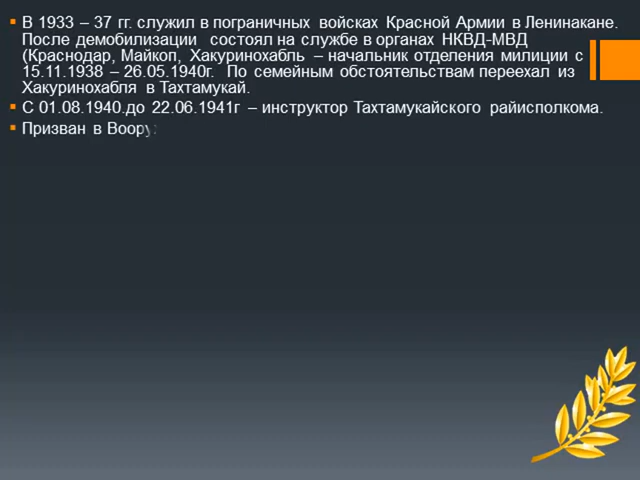 В 1933 – 37 гг. служил в пограничных войсках Красной Армии в Ленинакане.
После демобилизации состоял на службе в органах НКВД-МВД
(Краснодар, Майкоп, Хакуринохабль – начальник отделения милиции с
15.11.1938 – 26.05.1940г. По семейным обстоятельствам переехал из
Хакуринохабля в Тахтамукай.
С 01.08.1940.до 22.06.1941г – инструктор Тахтамукайского райисполкома.
Призван в